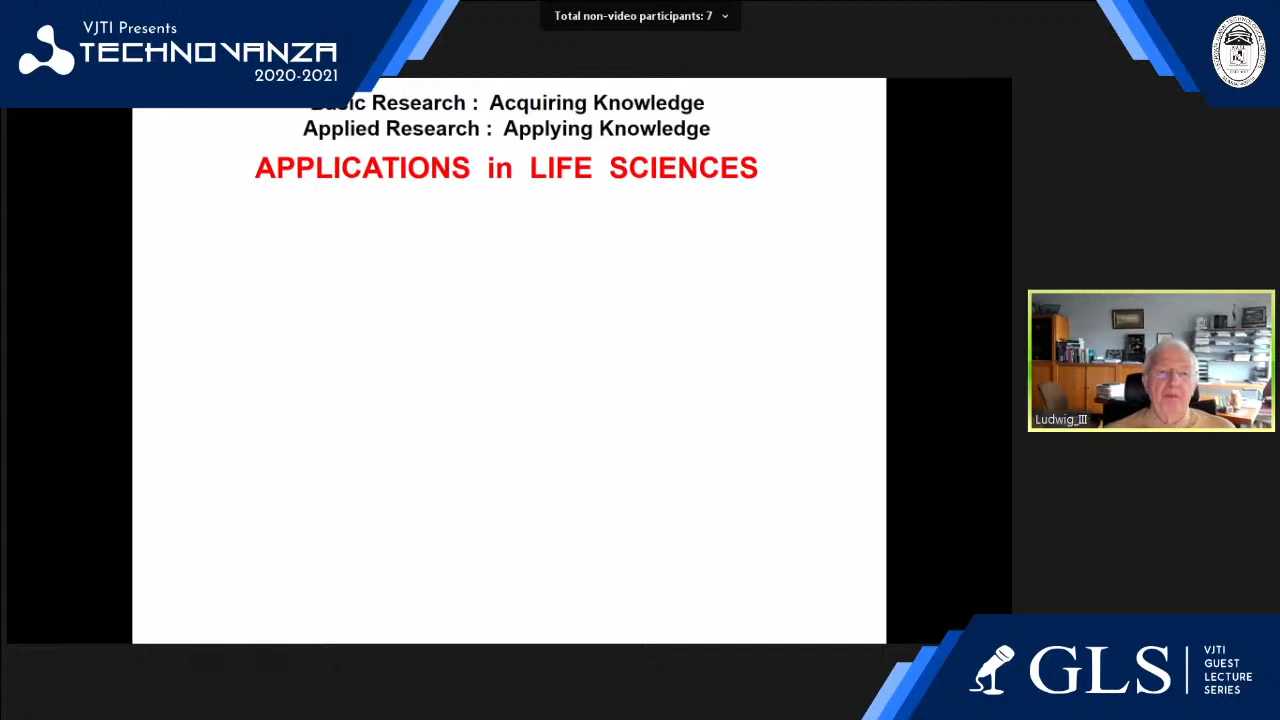 VJTI Presents
TECHNOVANZA
2020-2021
Total non-video participants: 7
Basic Research : Acquiring Knowledge
Applied Research : Applying Knowledge
APPLICATIONS in LIFE SCIENCES
Ludwig_III
GLS
VJTI
GUEST
LECTURE
SERIES